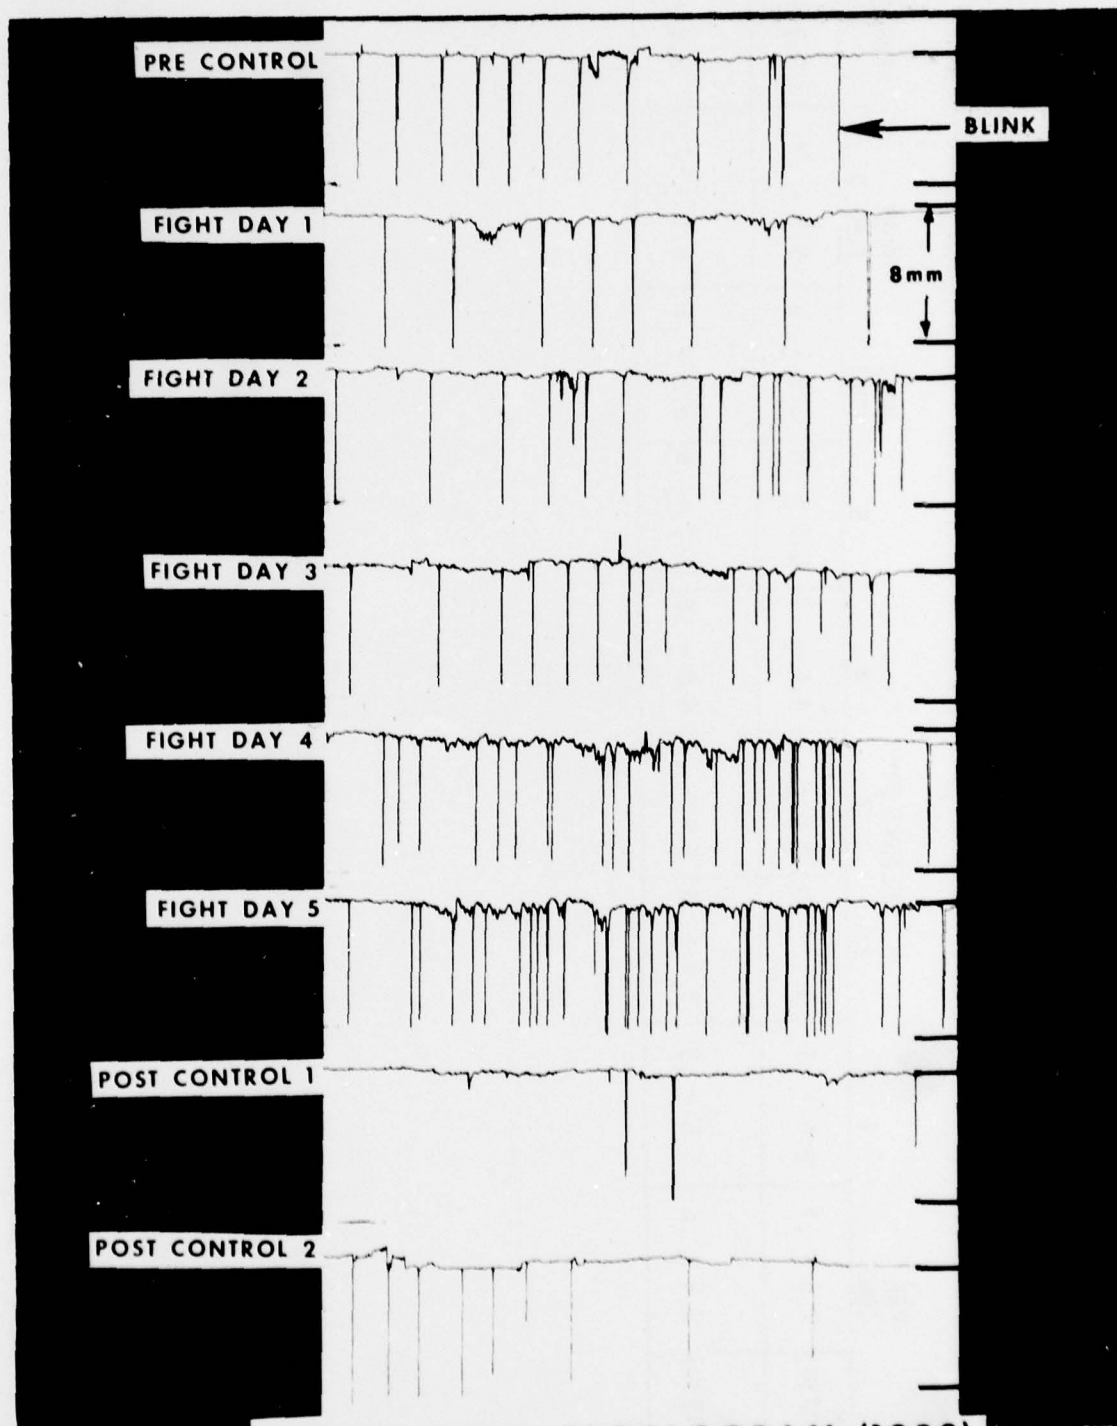 PRE CONTROL
BLINK
FIGHT DAY 1
8mm
FIGHT DAY 2
FIGHT DAY 3
FIGHT DAY 4
FIGHT DAY 5
POST CONTROL 1
POST CONTROL 2